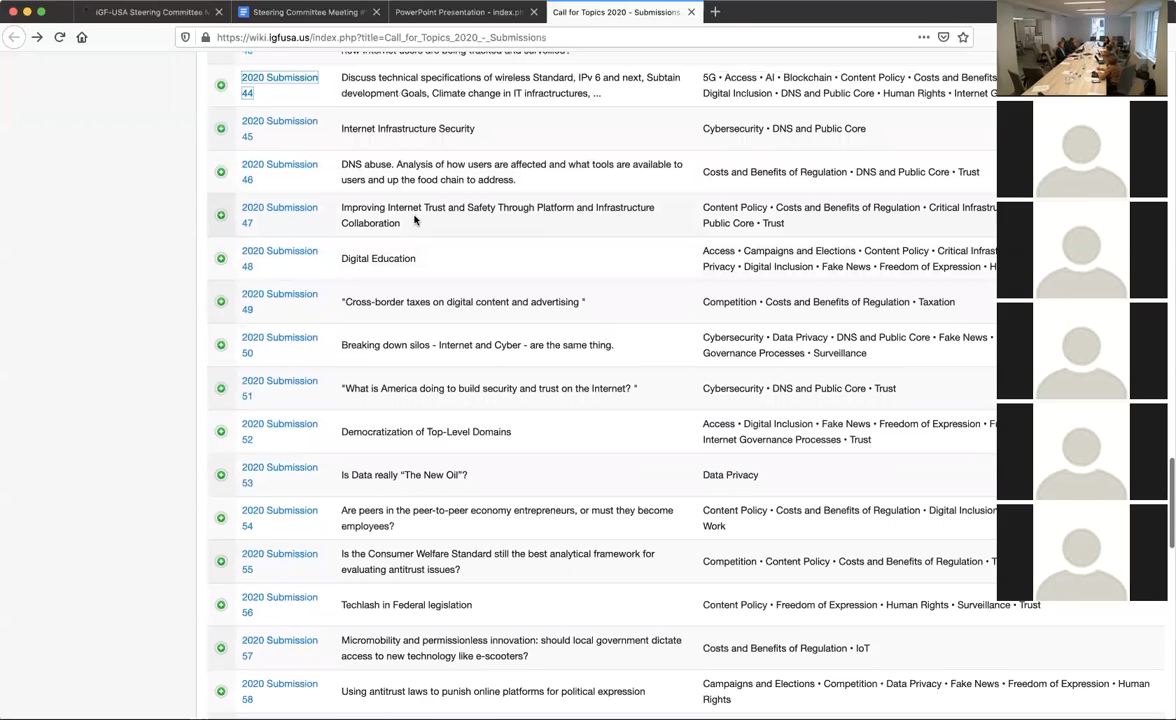 IGF-USA Steering Committee M
Steering Committee Meeting #
PowerPoint Presentation - index.ph
Call for Topics 2020 - Submissions
https://wiki.igfusa.us/index.php?title=Call_for_Topics_2020_-_Submissions
how internet users are being tracked and surveilled?
2020 Submission
44
Discuss technical specifications of wireless Standard, IPv 6 and next, Subtain
development Goals, Climate change in IT infrastructures, ...
5G • Access • AI • Blockchain • Content Policy • Costs and Benefits
Digital Inclusion • DNS and Public Core • Human Rights • Internet G
2020 Submission
45
Internet Infrastructure Security
Cybersecurity • DNS and Public Core
2020 Submission
46
DNS abuse. Analysis of how users are affected and what tools are available to
users and up the food chain to address.
Costs and Benefits of Regulation • DNS and Public Core • Trust
2020 Submission
47
Improving Internet Trust and Safety Through Platform and Infrastructure
Collaboration
Content Policy • Costs and Benefits of Regulation • Critical Infrastru
Public Core • Trust
2020 Submission
48
Digital Education
Access • Campaigns and Elections • Content Policy • Critical Infrast
Privacy • Digital Inclusion • Fake News • Freedom of Expression • H
2020 Submission
49
"Cross-border taxes on digital content and advertising "
Competition • Costs and Benefits of Regulation • Taxation
2020 Submission
50
Breaking down silos - Internet and Cyber - are the same thing.
Cybersecurity • Data Privacy • DNS and Public Core • Fake News •
Governance Processes • Surveillance
2020 Submission
51
"What is America doing to build security and trust on the Internet? "
Cybersecurity • DNS and Public Core • Trust
2020 Submission
52
Democratization of Top-Level Domains
Access • Digital Inclusion • Fake News • Freedom of Expression • Fi
Internet Governance Processes • Trust
2020 Submission
53
Is Data really “The New Oil”?
Data Privacy
2020 Submission
54
Are peers in the peer-to-peer economy entrepreneurs, or must they become
employees?
Content Policy • Costs and Benefits of Regulation • Digital Inclusion
Work
2020 Submission
55
Is the Consumer Welfare Standard still the best analytical framework for
evaluating antitrust issues?
Competition • Content Policy • Costs and Benefits of Regulation • T
2020 Submission
56
Techlash in Federal legislation
Content Policy • Freedom of Expression • Human Rights • Surveillance • Trust
2020 Submission
57
Micromobility and permissionless innovation: should local government dictate
access to new technology like e-scooters?
Costs and Benefits of Regulation • IoT
2020 Submission
58
Using antitrust laws to punish online platforms for political expression
Campaigns and Elections • Competition • Data Privacy • Fake News • Freedom of Expression • Human
Rights